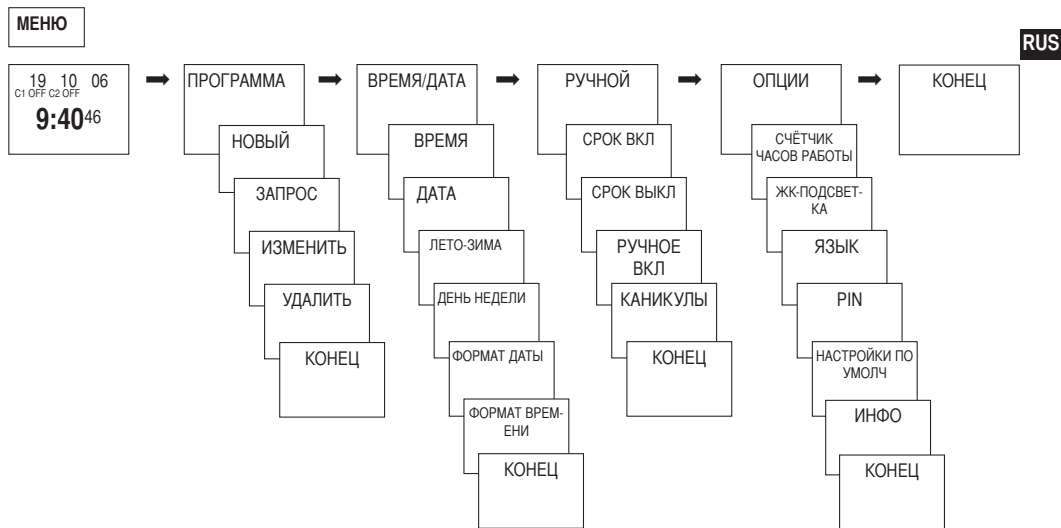 МЕНЮ
RUS
19 10 06
C1 OFF C2 OFF
9:40 46
ПРОГРАММА
НОВЫЙ
ЗАПРОС
ИЗМЕНИТЬ
УДАЛИТЬ
КОНЕЦ
ВРЕМЯ/ДАТА
ВРЕМЯ
ДАТА
ЛЕТО-ЗИМА
ДЕНЬ НЕДЕЛИ
ФОРМАТ ДАТЫ
ФОРМАТ ВРЕМ-
ЕНИ
КОНЕЦ
РУЧНОЙ
СРОК ВКЛ
СРОК ВЫКЛ
РУЧНОЕ
ВКЛ
КАНИКУЛЫ
КОНЕЦ
ОПЦИИ
СЧЁТЧИК
ЧАСОВ РАБОТЫ
ЖК-ПОДСВЕТ-
КА
ЯЗЫК
PIN
НАСТРОЙКИ ПО
УМОЛЧ
ИНФО
КОНЕЦ
КОНЕЦ